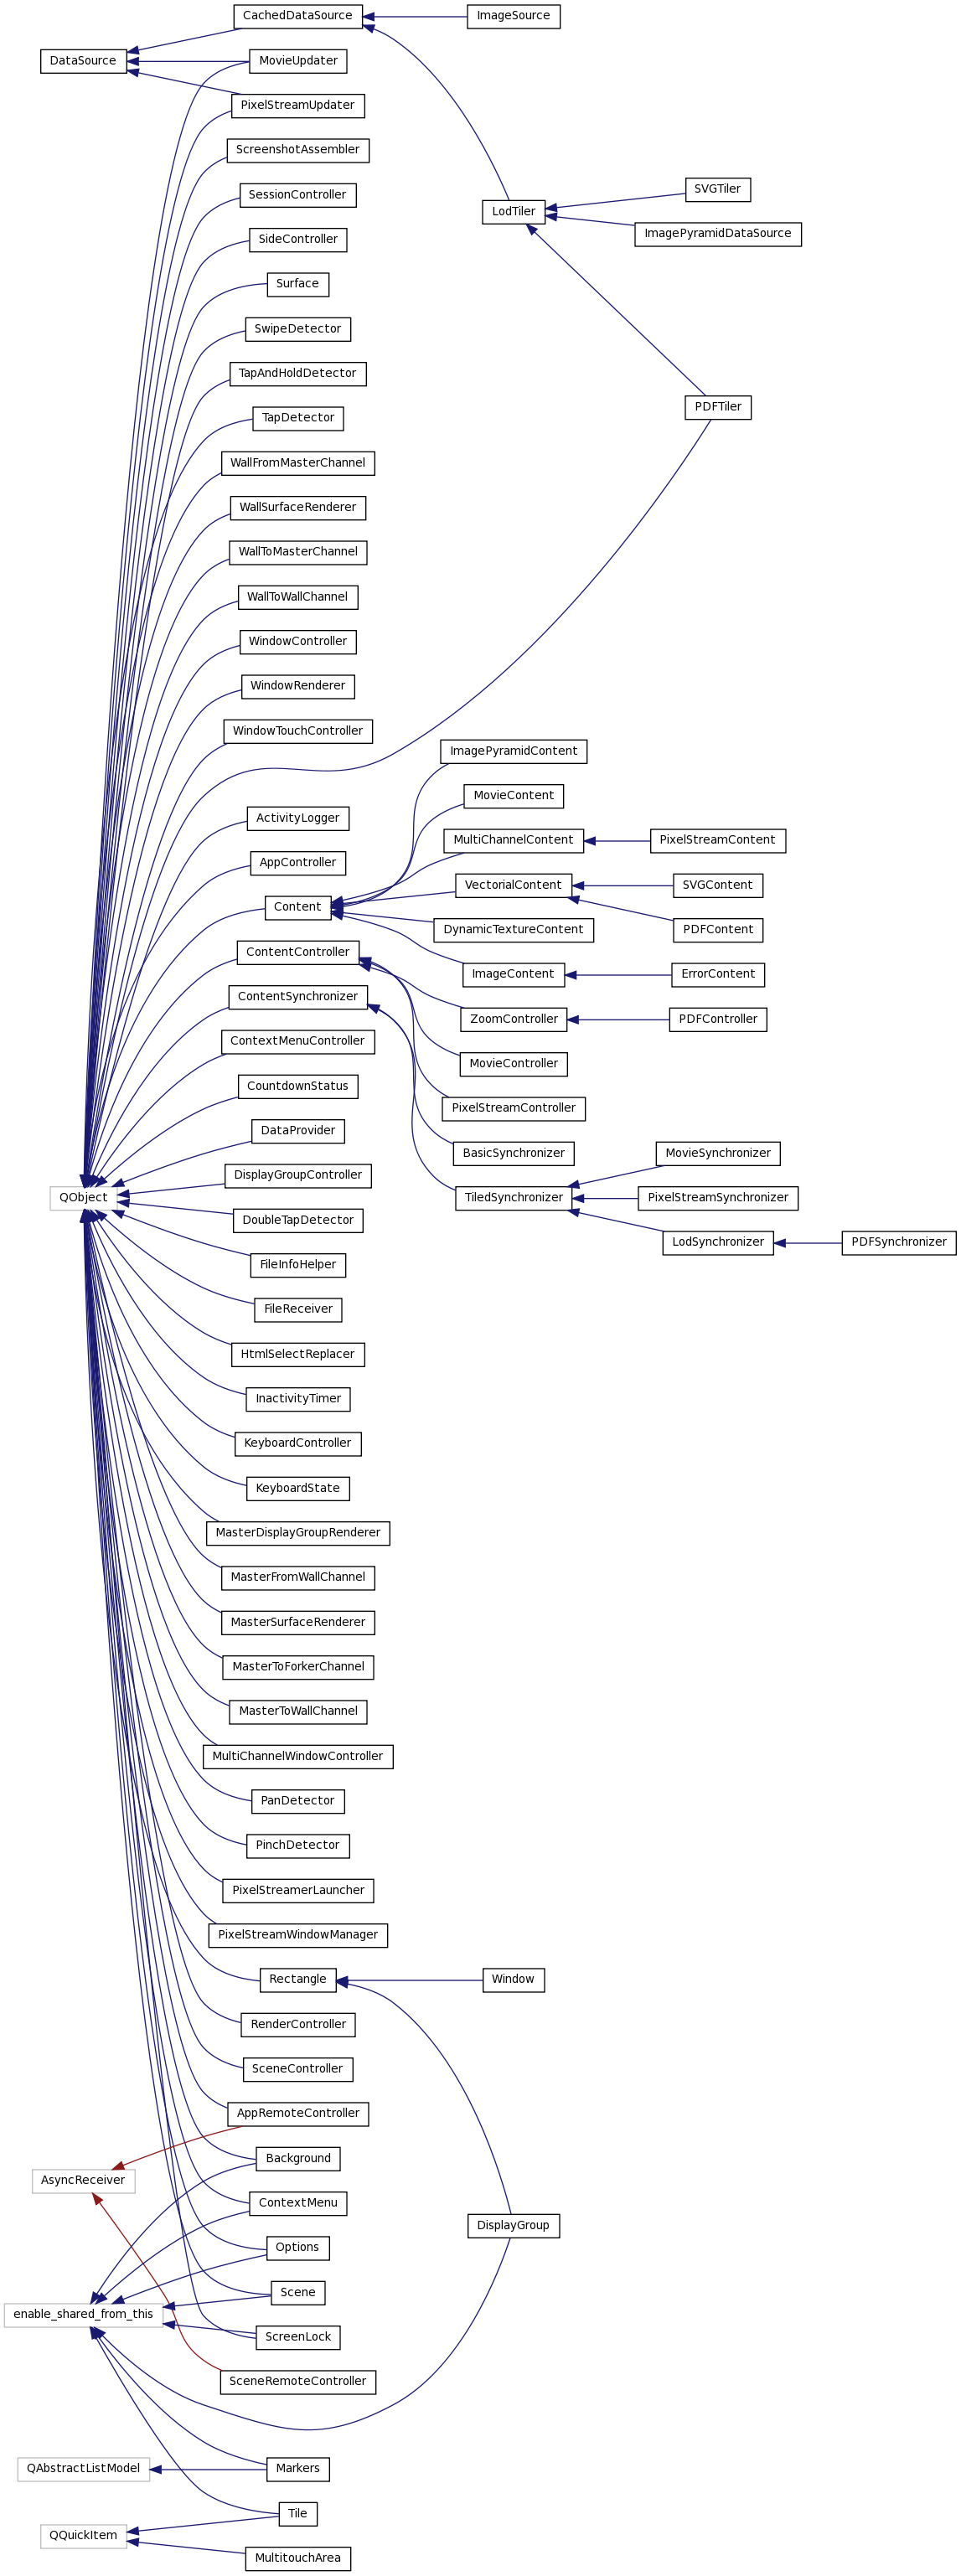 CachedDataSource
ImageSource
DataSource
MovieUpdater
PixelStreamUpdater
ScreenshotAssembler
SVGTiler
SessionController
LodTiler
ImagePyramidDataSource
SideController
Surface
SwipeDetector
TapAndHoldDetector
PDFTiler
TapDetector
WallFromMasterChannel
WallSurfaceRenderer
WallToMasterChannel
WallToWallChannel
WindowController
WindowRenderer
WindowTouchController
ImagePyramidContent
MovieContent
ActivityLogger
MultiChannelContent
PixelStreamContent
AppController
VectorialContent
SVGContent
Content
DynamicTextureContent
PDFContent
ContentController
ImageContent
ErrorContent
ContentSynchronizer
ZoomController
PDFController
ContextMenuController
MovieController
CountdownStatus
PixelStreamController
DataProvider
BasicSynchronizer
MovieSynchronizer
DisplayGroupController
QObject
TiledSynchronizer
PixelStreamSynchronizer
DoubleTapDetector
LodSynchronizer
PDFSynchronizer
FileInfoHelper
FileReceiver
HtmlSelectReplacer
InactivityTimer
KeyboardController
KeyboardState
MasterDisplayGroupRenderer
MasterFromWallChannel
MasterSurfaceRenderer
MasterToForkerChannel
MasterToWallChannel
MultiChannelWindowController
PanDetector
PinchDetector
PixelStreamerLauncher
PixelStreamWindowManager
Rectangle
Window
RenderController
SceneController
AppRemoteController
Background
AsyncReceiver
ContextMenu
DisplayGroup
Options
Scene
enable_shared_from_this
ScreenLock
SceneRemoteController
QAbstractListModel
Markers
Tile
QQuickItem
MultitouchArea